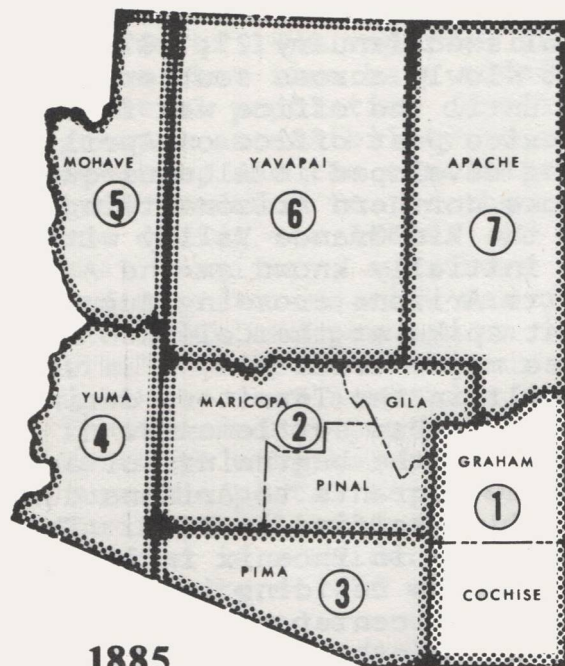 MOHAVE
5
YAVAPAI
6
APACHE
7
YUMA
4
MARICOPA
2
GILA
PINAL
GRAHAM
1
PIMA
3
COCHISE
1885